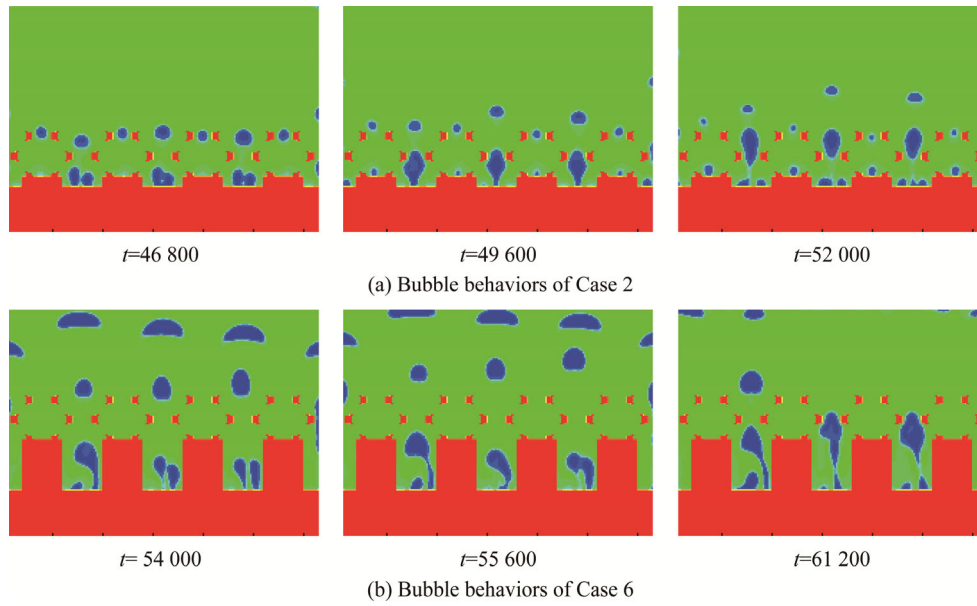 t=46 800 t=49 600 t=52 000
(a) Bubble behaviors of Case 2
t= 54 000 t=55 600 t=61 200
(b) Bubble behaviors of Case 6